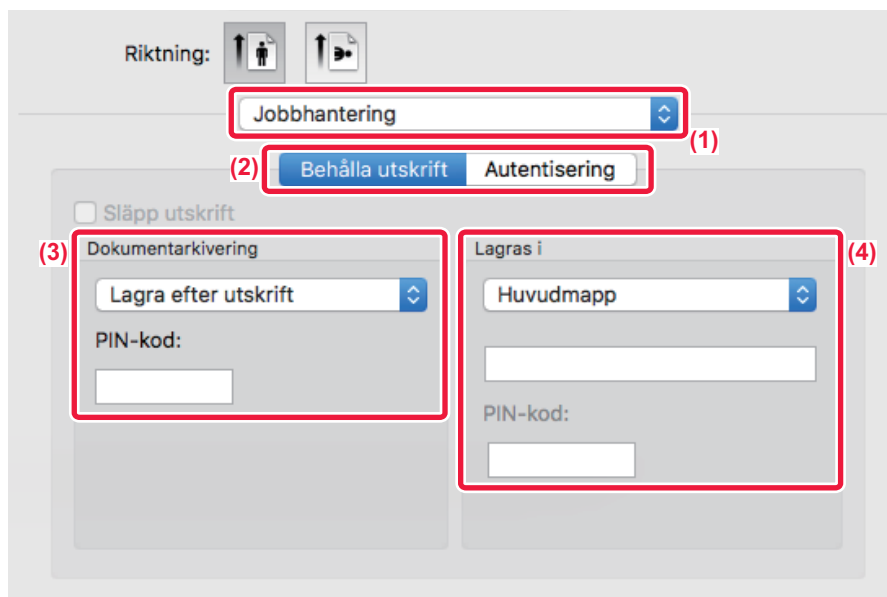 Riktning:
Jobbhantering
(1)
(2)
Behålla utskrift Autentisering
Släpp utskrift
(3)
Dokumentarkivering
Lagra efter utskrift
PIN-kod:
Lagras i
(4)
Huvudmapp
PIN-kod: